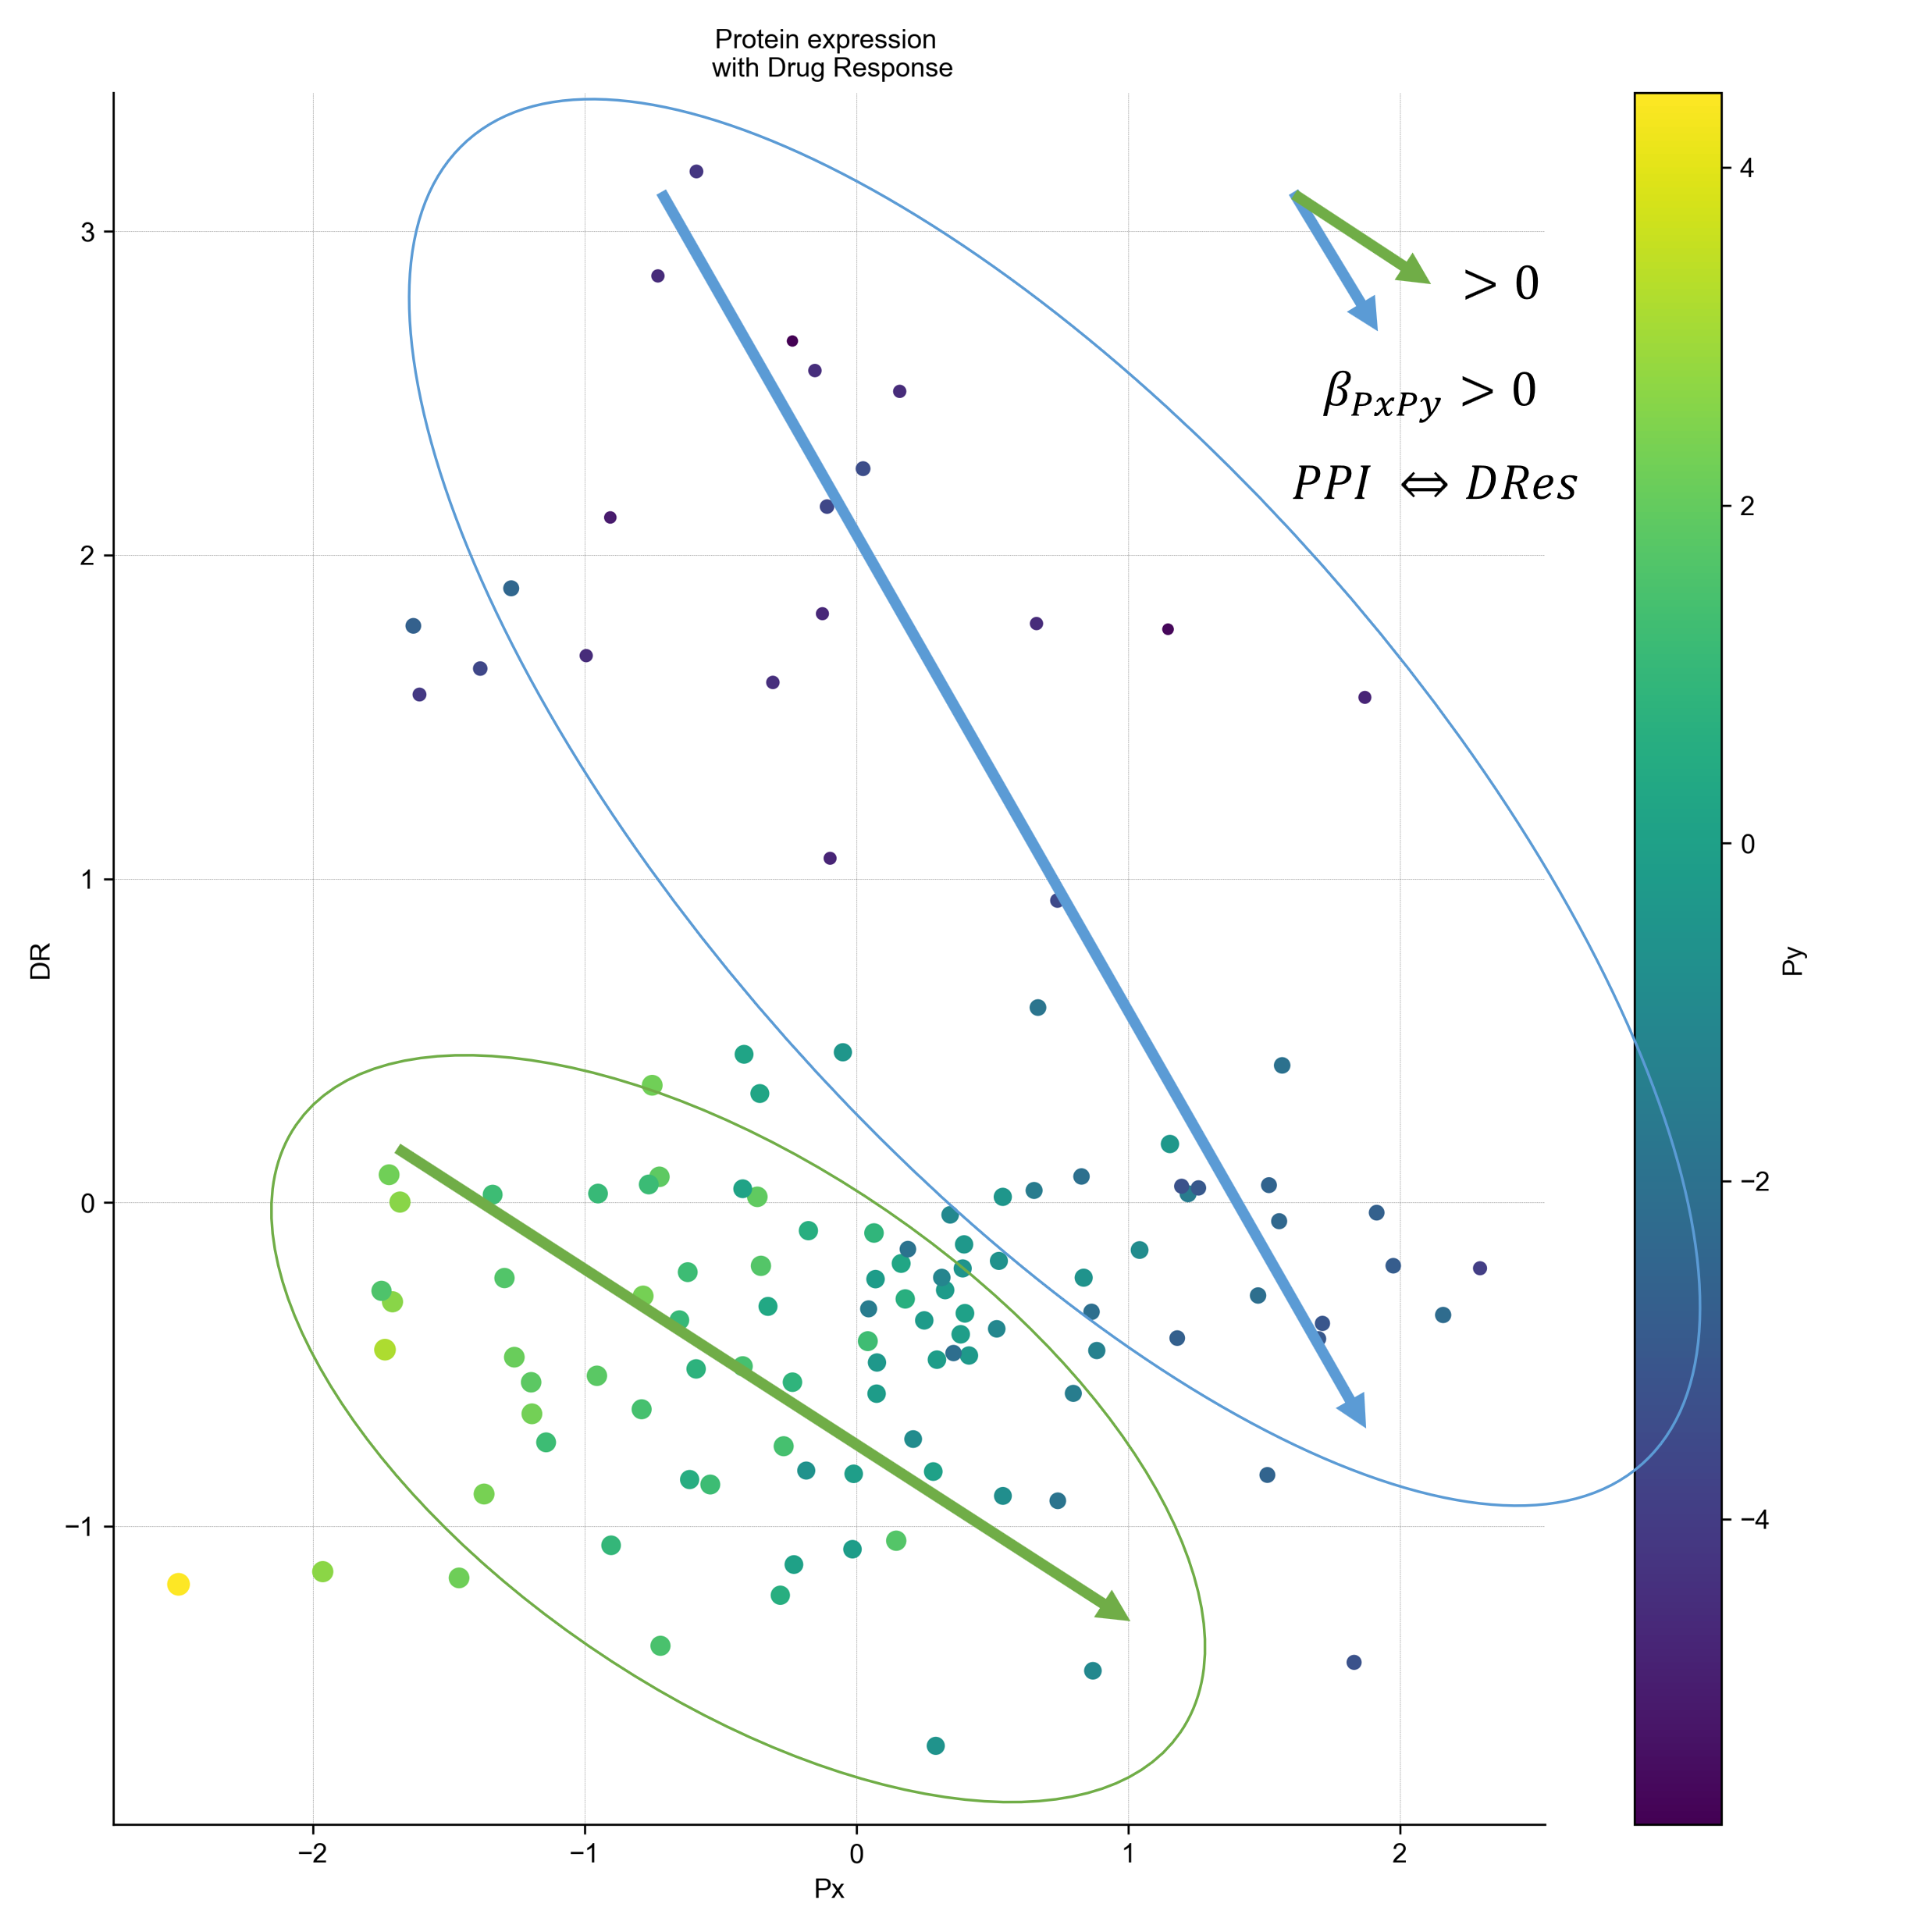 Protein expression
with Drug Response
> 0
β_PxPy > 0
PPI ⇔ DRes
3
2
1
0
−1
DR
−2
−1
0
1
2
Px
4
2
0
−2
−4
Py